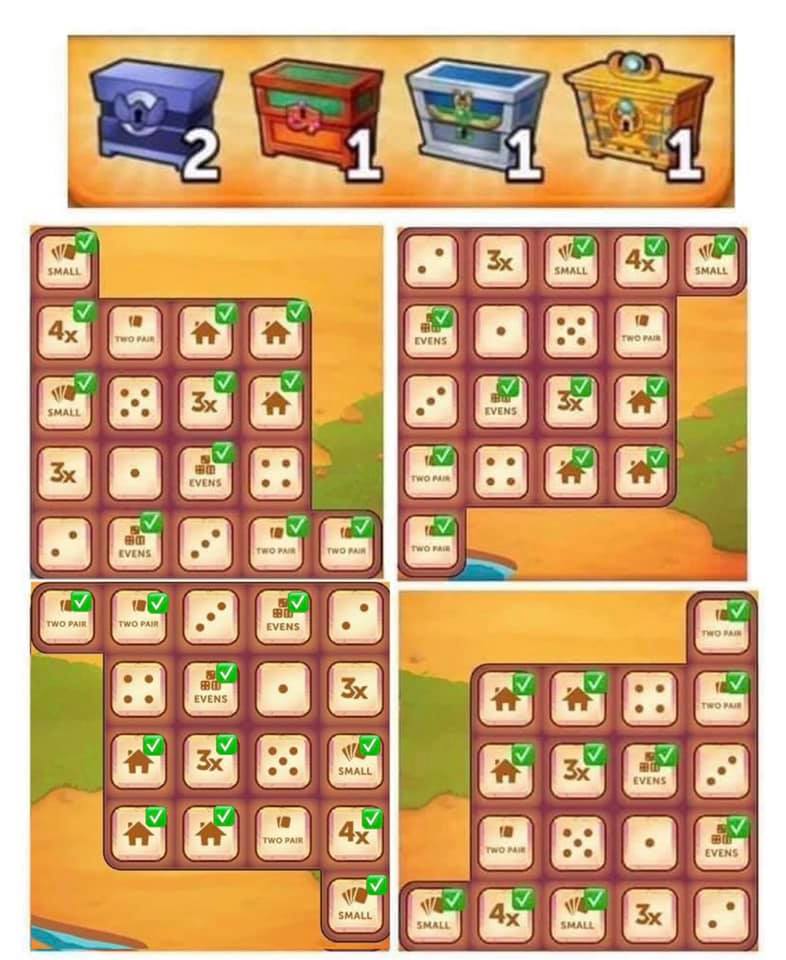 2 1 1 1
SMALL
4x TWO PAIR
SMALL 3x
3x EVENS
EVENS TWO PAIR TWO PAIR
3x SMALL 4x SMALL
EVENS TWO PAIR
EVENS 3x
TWO PAIR
TWO PAIR
TWO PAIR TWO PAIR EVENS
EVENS 3x
3x SMALL
TWO PAIR 4x
SMALL
TWO PAIR
TWO PAIR
3x EVENS
TWO PAIR EVENS
SMALL 4x SMALL 3x